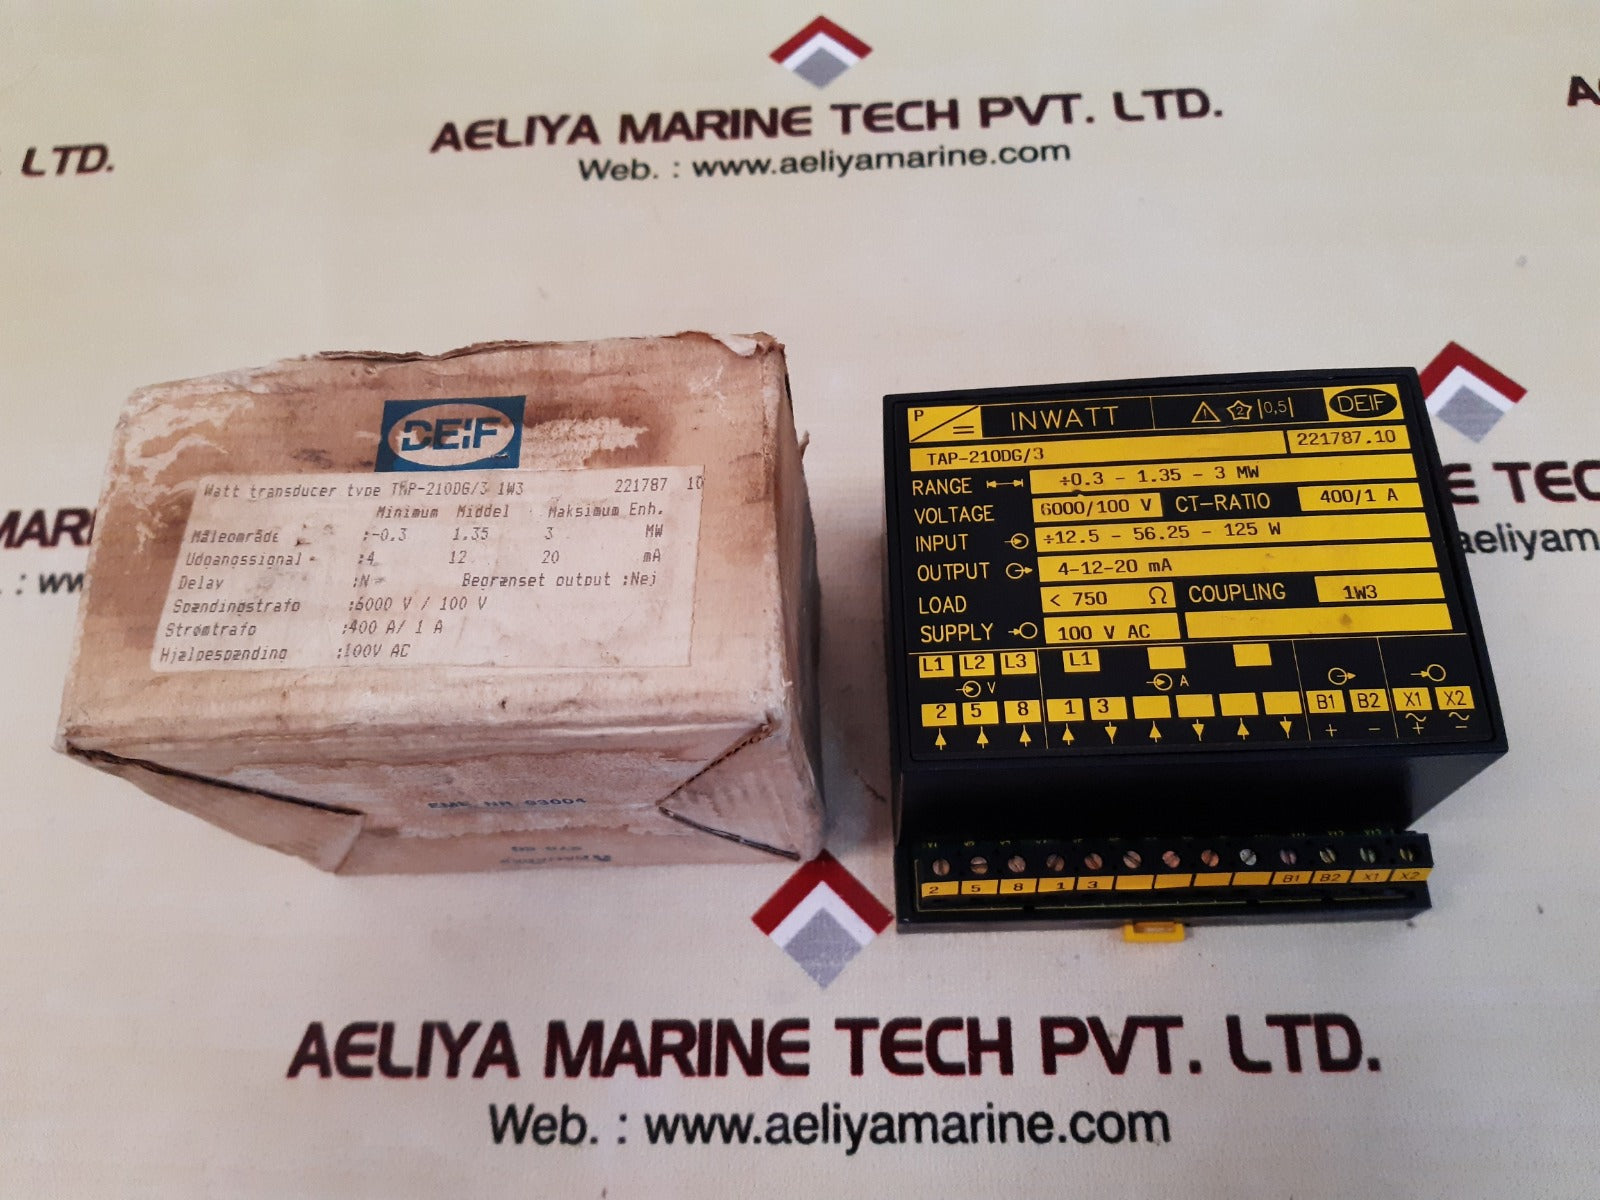 AELIYA MARINE TECH PVT. LTD.
Web. : www.aeliyamarine.com
LTD.
DEIF
Watt transducer type TAP-210DG/3 1W3 221787 10
Minimum Middel Maksimum Enh.
Måleområde :-0.3 1.35 3 MW
Udgangssignal :4 12 20 mA
Delay :N Begrænset output :Nej
Spændingstrafo :6000 V / 100 V
Strømtrafo :400 A/ 1 A
Hjælpespænding :100V AC
EMB. NR. 93004
P
=
INWATT
2 0,5
DEIF
TAP-210DG/3
221787.10
RANGE ÷0.3 - 1.35 - 3 MW
VOLTAGE 6000/100 V CT-RATIO 400/1 A
INPUT ÷12.5 - 56.25 - 125 W
OUTPUT 4-12-20 mA
LOAD < 750 Ω COUPLING 1W3
SUPPLY 100 V AC
L1 L2 L3 L1
V A
2 5 8 1 3 B1 B2 X1 X2
+ - ~+ ~-
2 5 8 1 3 B1 B2 X1 X2
E TEC
aeliyam
AELIYA MARINE TECH PVT. LTD.
Web. : www.aeliyamarine.com